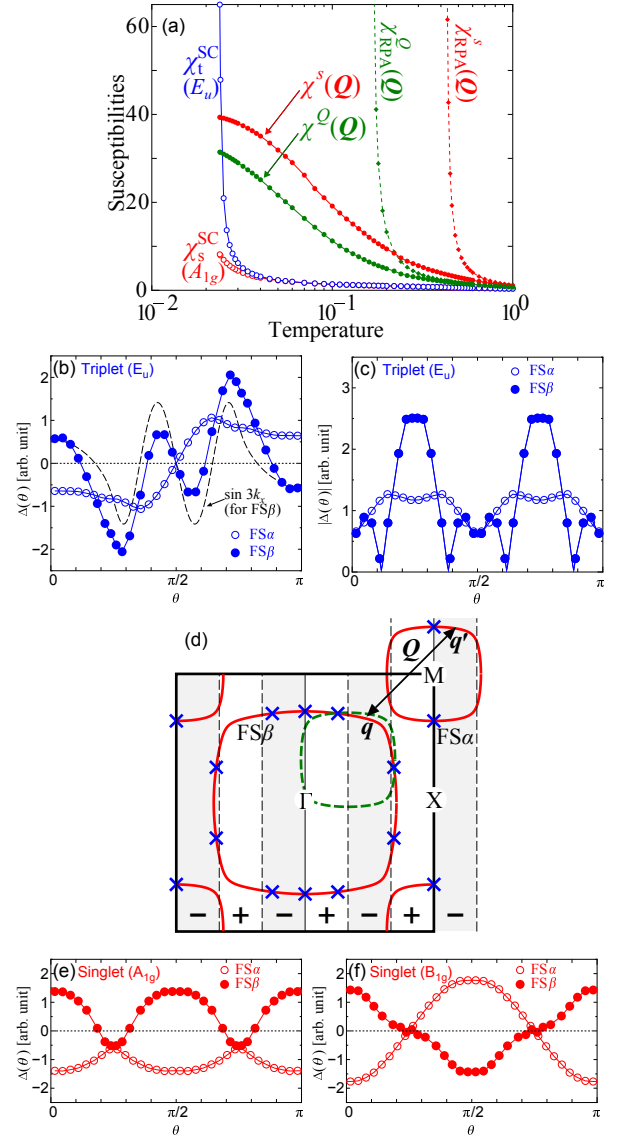 (a)
60
40
20
0
Susceptibilities
χ_t^SC
(E_u)
χ^s(Q)
χ^Q(Q)
χ^Q_RPA(Q)
χ^s_RPA(Q)
χ_s^SC
(A_1g)
10^-2
10^-1
10^0
Temperature
(b) Triplet (E_u)
2
1
0
−1
−2
Δ(θ) [arb. unit]
sin 3k_x
(for FSβ)
FSα
FSβ
0
π/2
π
θ
(c) Triplet (E_u)
FSα
FSβ
3
2
1
0
|Δ(θ)| [arb. unit]
0
π/2
π
θ
(d)
Q
q'
M
FSβ
q
FSα
Γ
X
− + − + − + −
(e) Singlet (A_1g)
FSα
FSβ
2
1
0
−1
−2
Δ(θ) [arb. unit]
0
π/2
π
θ
(f) Singlet (B_1g)
FSα
FSβ
2
1
0
−1
−2
Δ(θ) [arb. unit]
0
π/2
π
θ